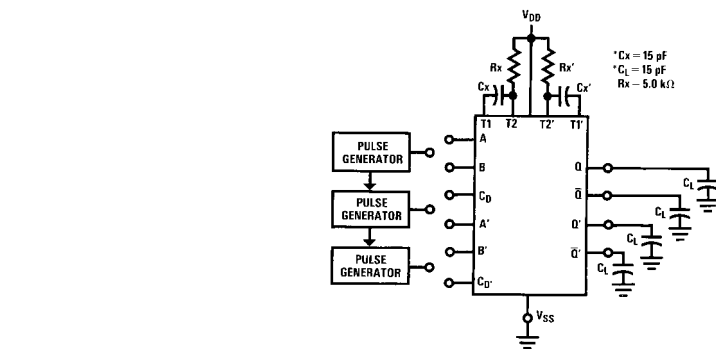 VDD
*Cx = 15 pF
*CL = 15 pF
Rx – 5.0 kΩ
Rx
Rx'
Cx
Cx'
T1 T2 T2' T1'
PULSE
GENERATOR
PULSE
GENERATOR
PULSE
GENERATOR
A
B
CD
A'
B'
CD'
Q
Q̅
Q'
Q̅'
CL
CL
CL
CL
VSS